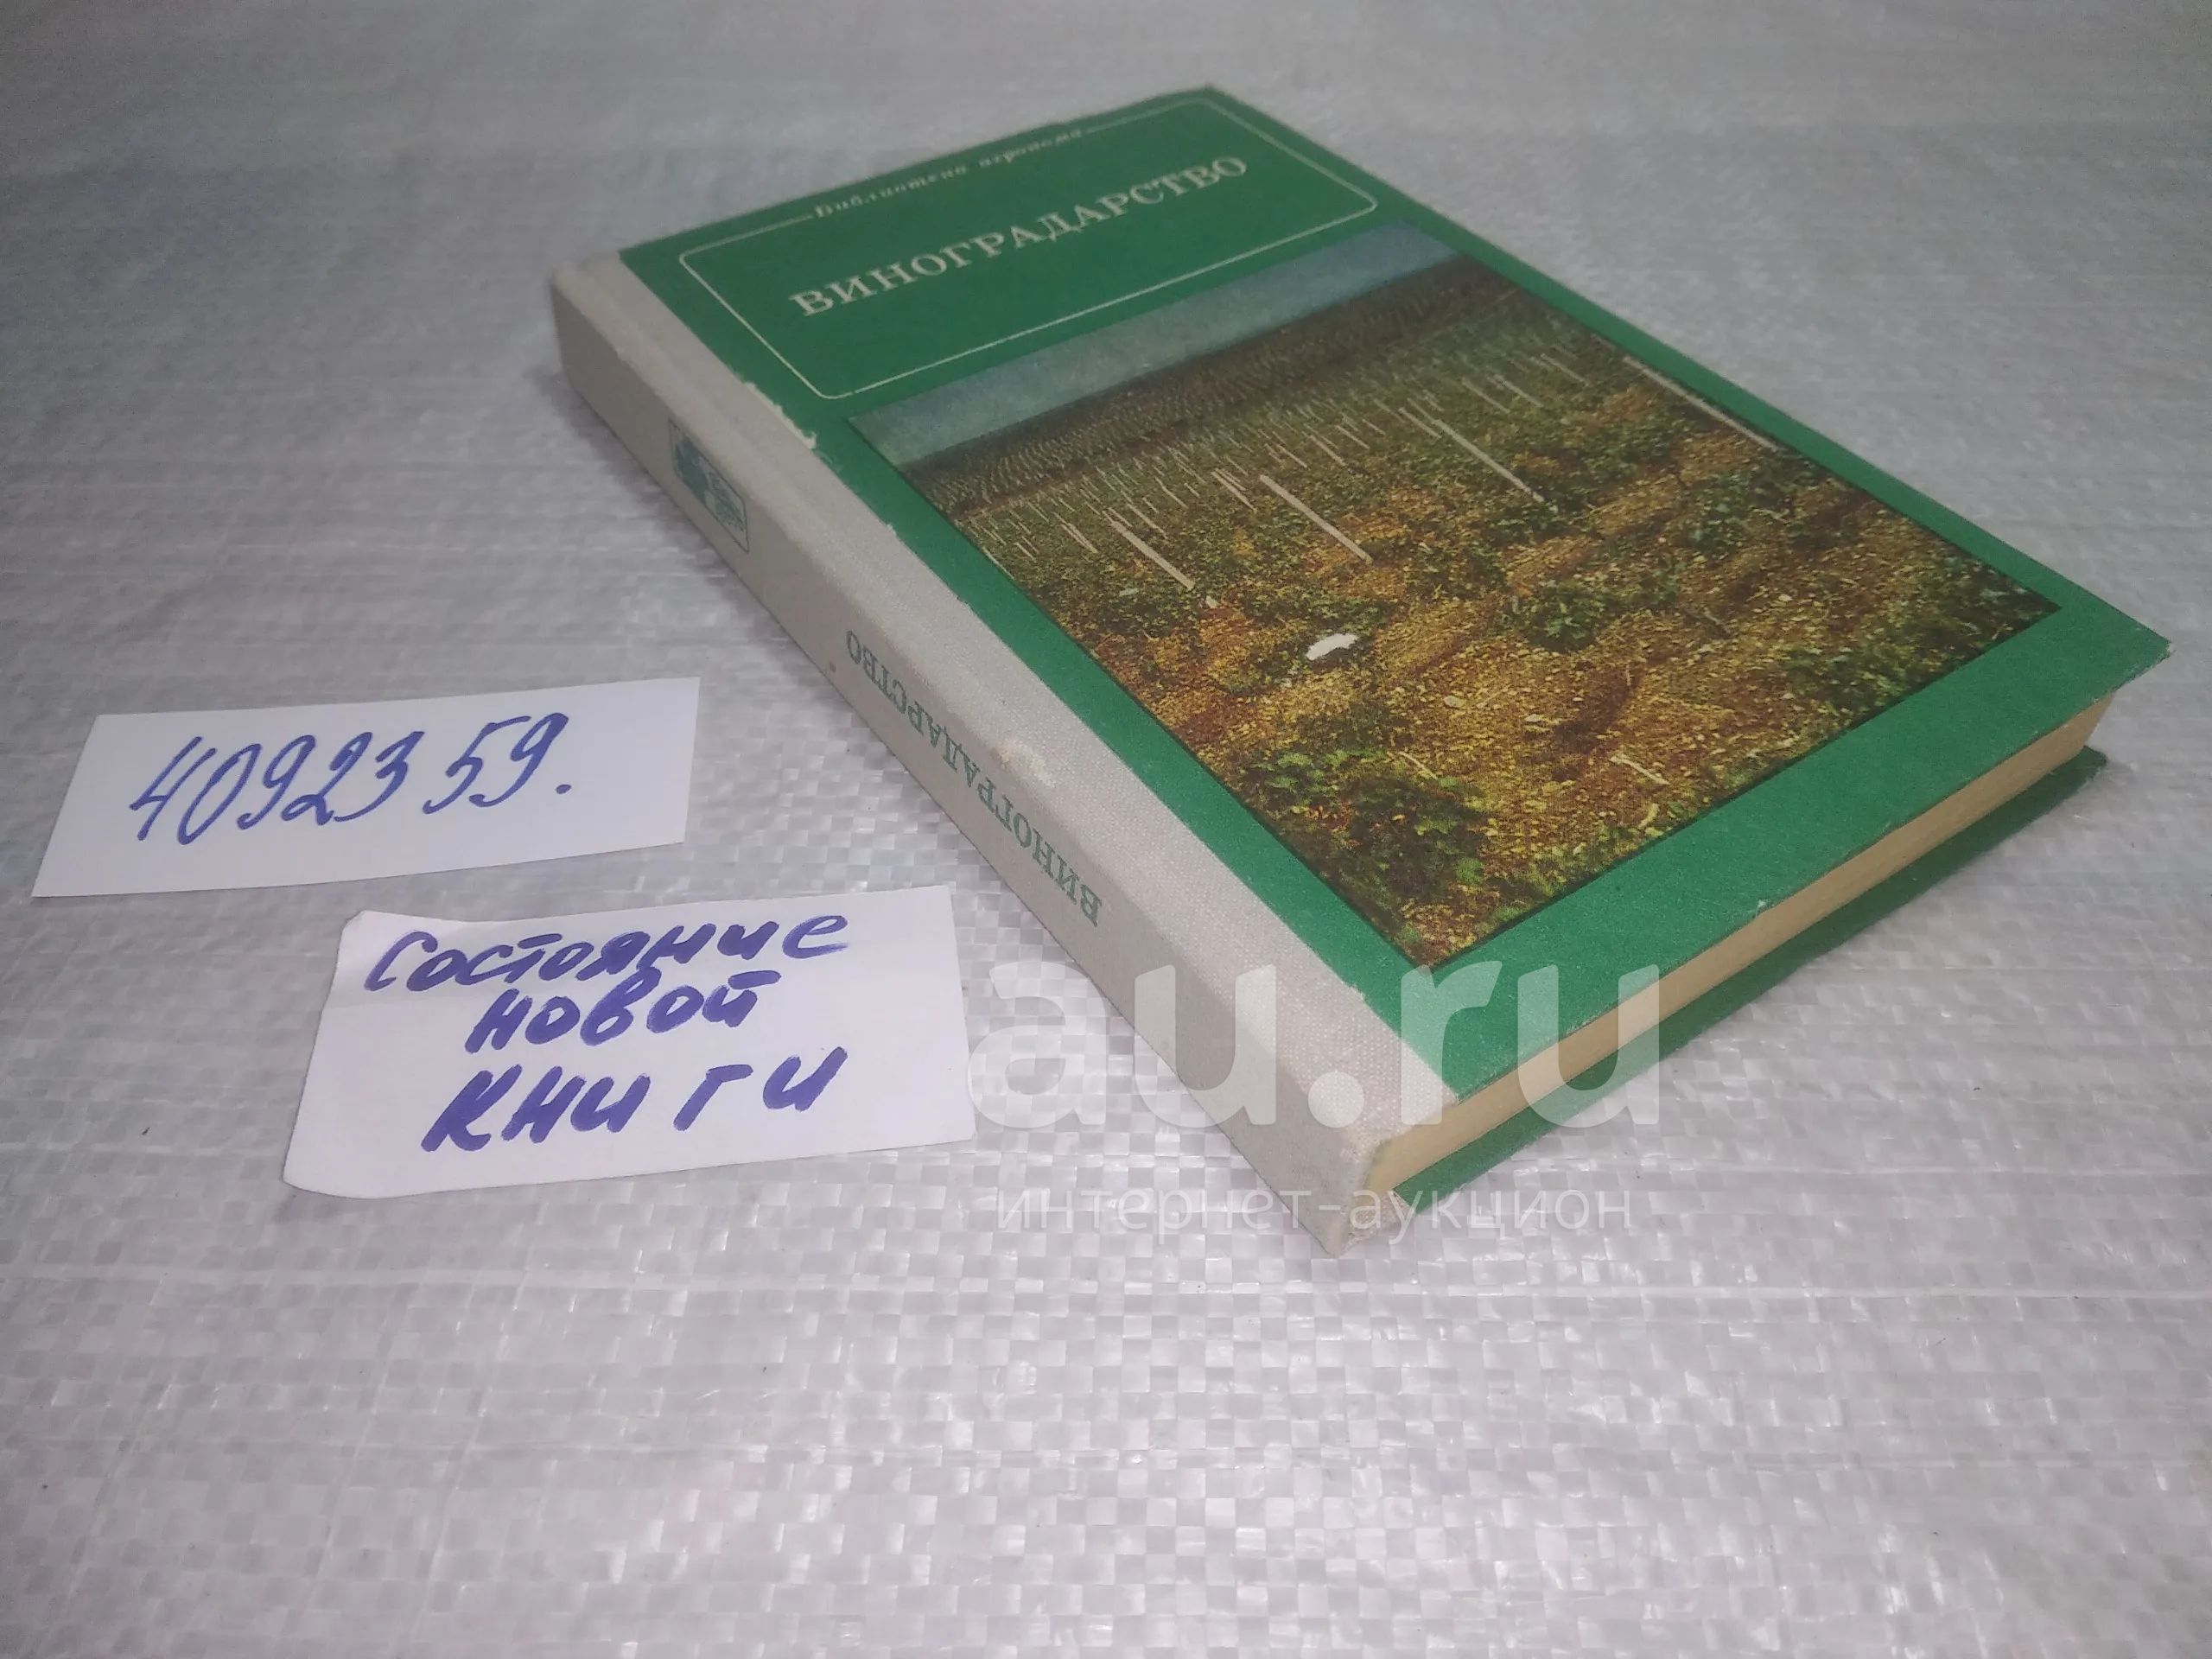 Библиотека агронома
ВИНОГРАДАРСТВО
ВИНОГРАДАРСТВО
4092359.
Состояние
новой
книги
au.ru
интернет-аукцион